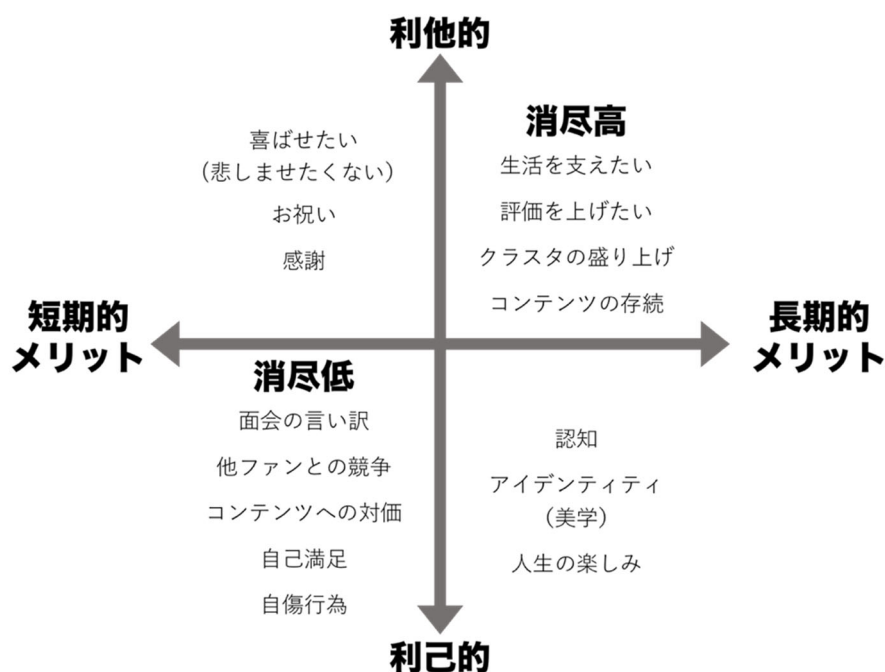 利他的
喜ばせたい
（悲しませたくない）
お祝い
感謝
消尽高
生活を支えたい
評価を上げたい
クラスタの盛り上げ
コンテンツの存続
短期的
メリット
長期的
メリット
消尽低
面会の言い訳
他ファンとの競争
コンテンツへの対価
自己満足
自傷行為
認知
アイデンティティ
（美学）
人生の楽しみ
利己的